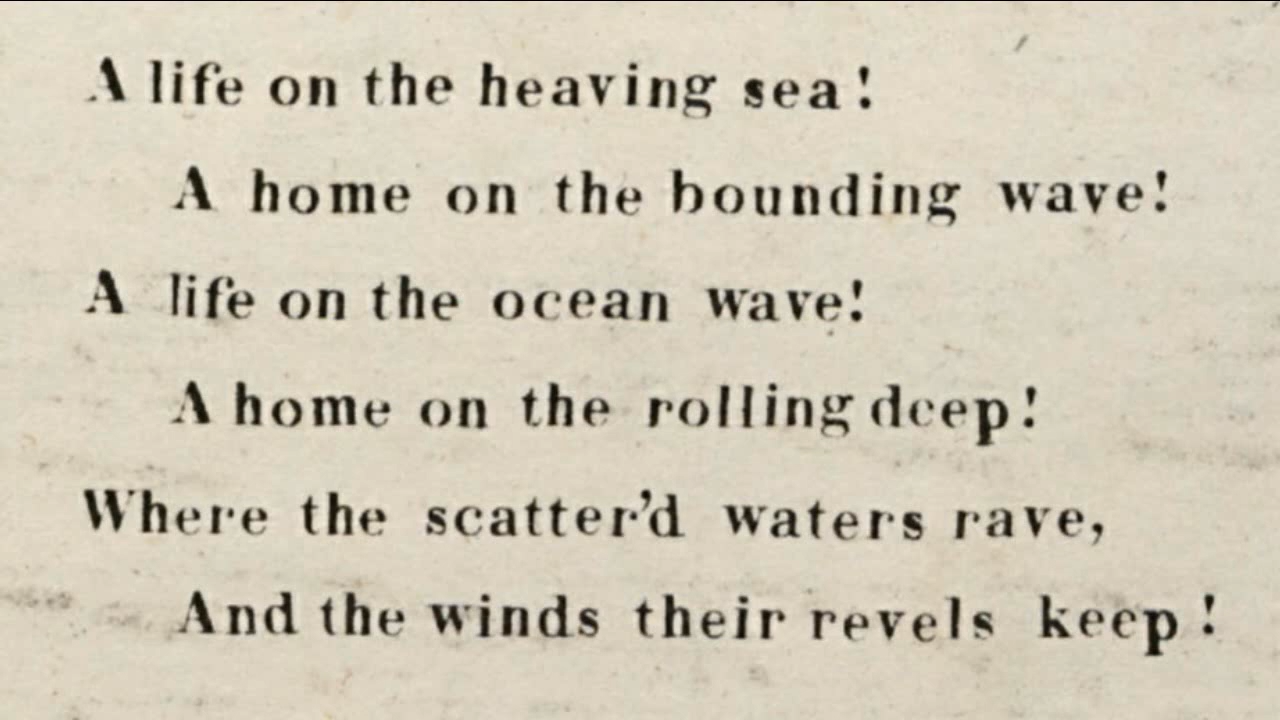 A life on the heaving sea!
A home on the bounding wave!
A life on the ocean wave!
A home on the rolling deep!
Where the scatter'd waters rave,
And the winds their revels keep!